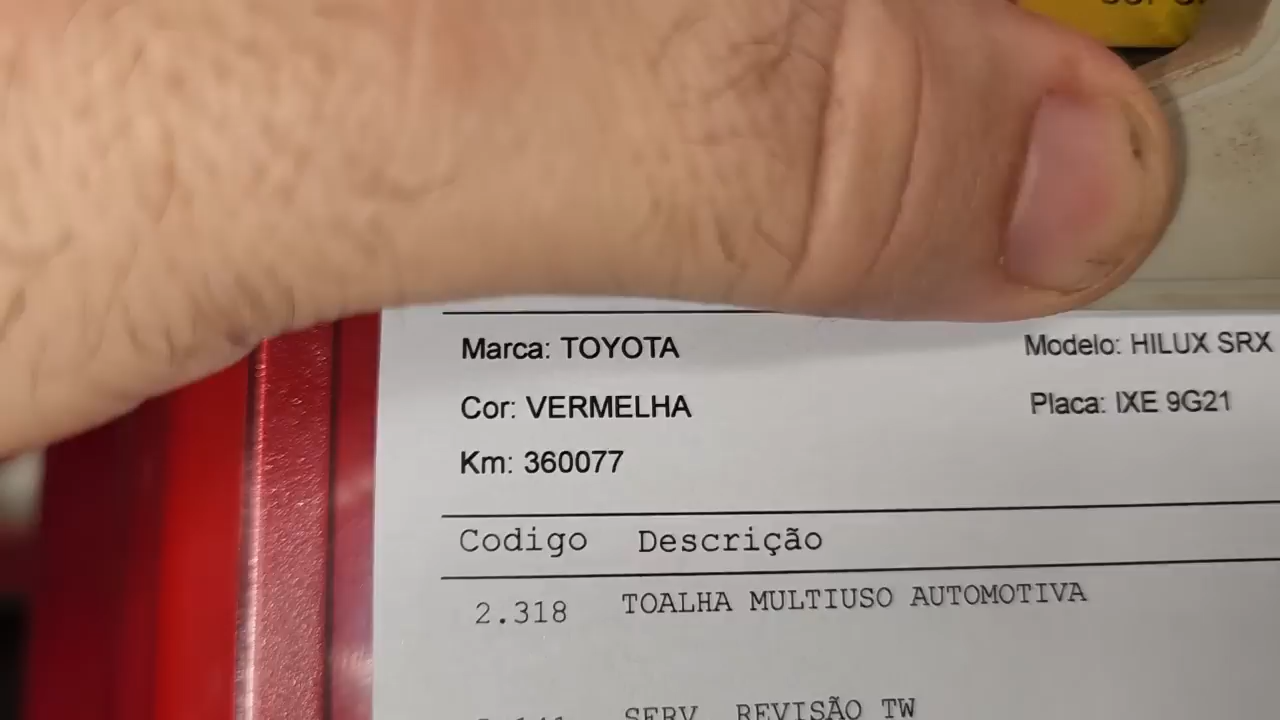 Marca: TOYOTA Modelo: HILUX SRX
Cor: VERMELHA Placa: IXE 9G21
Km: 360077
Codigo Descrição
2.318 TOALHA MULTIUSO AUTOMOTIVA
SERV REVISÃO TW